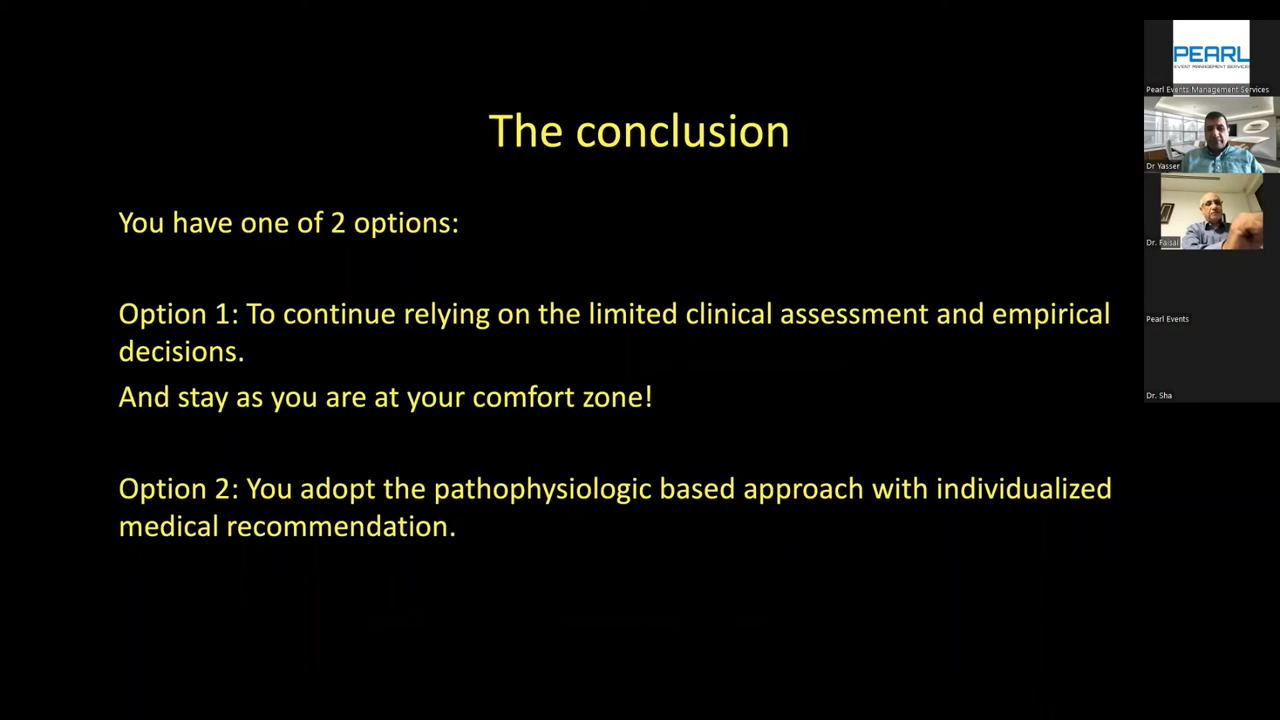 The conclusion
You have one of 2 options:
Option 1: To continue relying on the limited clinical assessment and empirical
decisions.
And stay as you are at your comfort zone!
Option 2: You adopt the pathophysiologic based approach with individualized
medical recommendation.
PEARL
EVENT MANAGEMENT SERVICES
Pearl Events Management Services
Dr Yasser
Dr. Faisal
Pearl Events
Dr. Sha